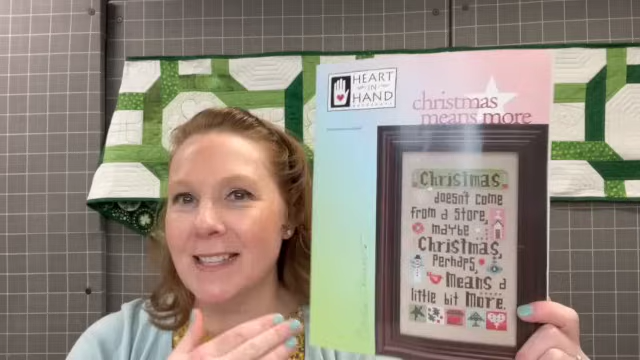 HEART
IN
HAND
christmas
means more
Christmas
doesn't come
from a store,
maybe
Christmas,
Perhaps,
Means a
little bit More.